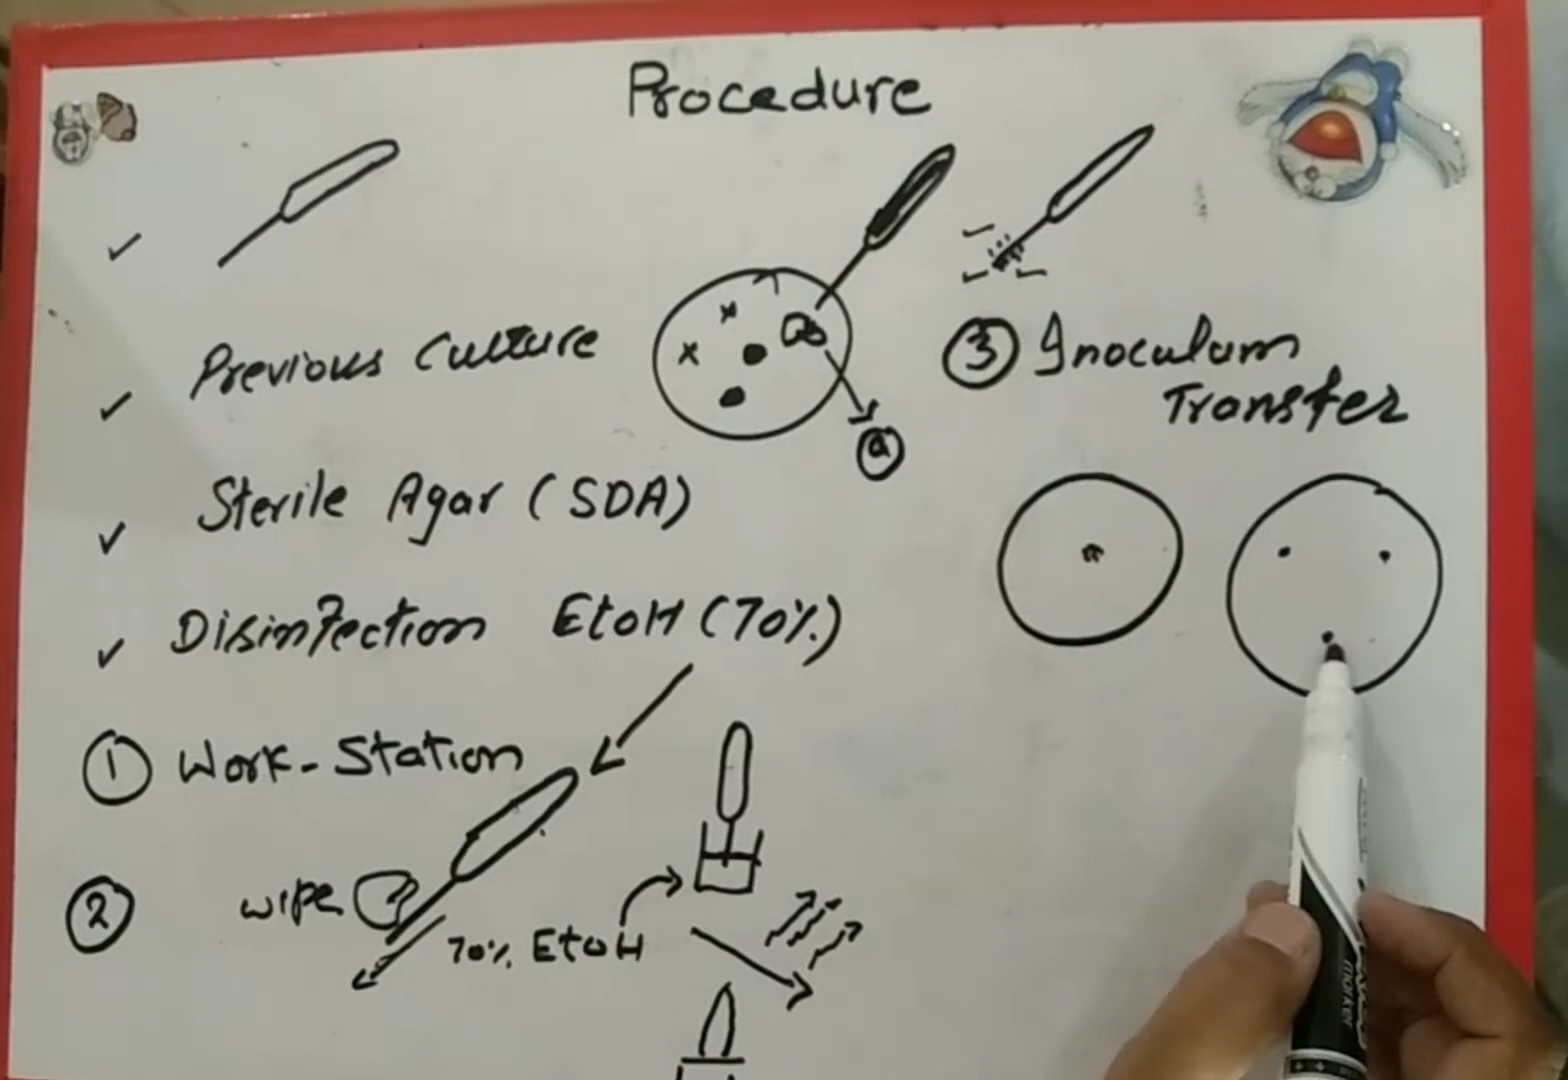 Procedure
Previous Culture
a
Sterile Agar (SDA)
Disinfection EtoH (70%)
① Work-Station
② wipe
70% EtoH
③ Inoculum
Transfer
marker